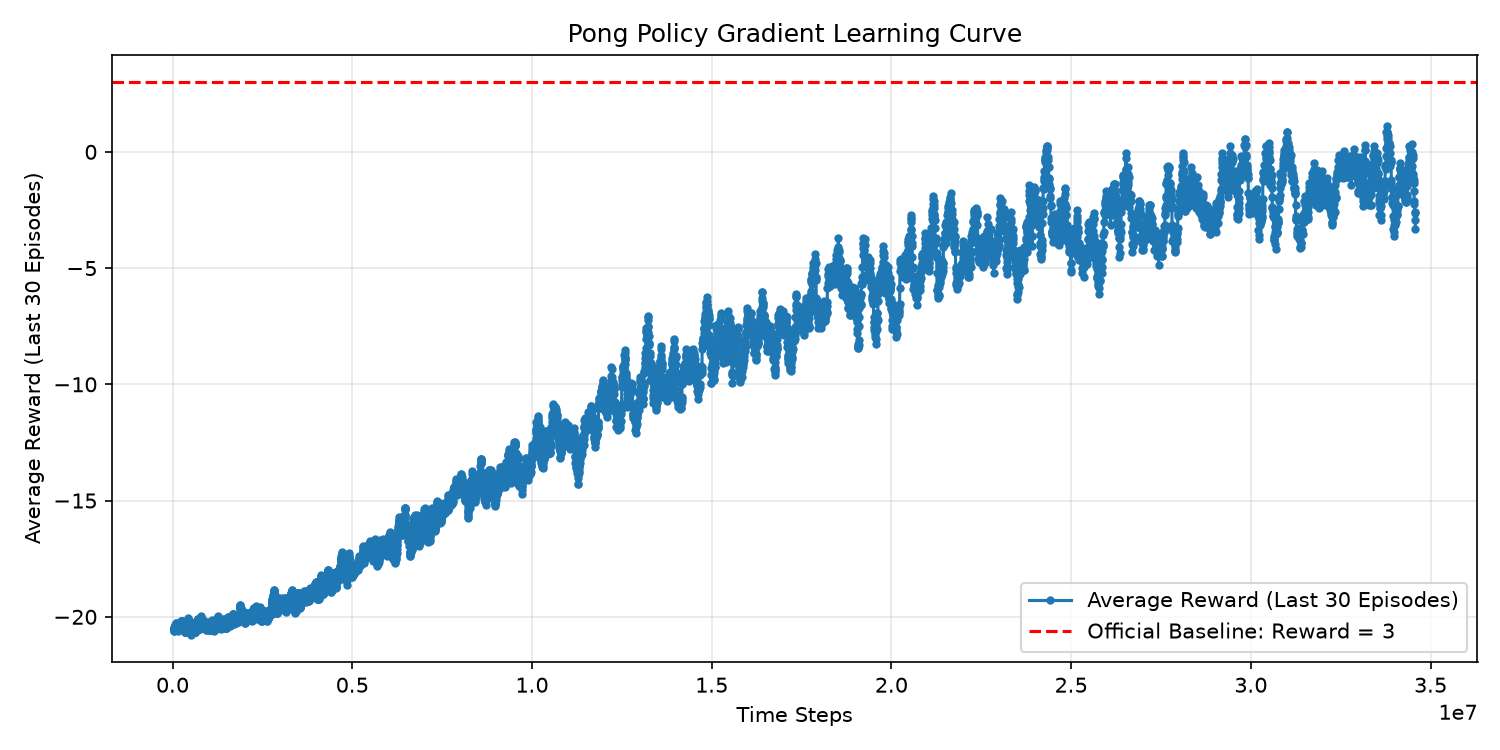 Pong Policy Gradient Learning Curve
Average Reward (Last 30 Episodes)
0
−5
−10
−15
−20
Average Reward (Last 30 Episodes)
Official Baseline: Reward = 3
0.0 0.5 1.0 1.5 2.0 2.5 3.0 3.5
1e7
Time Steps